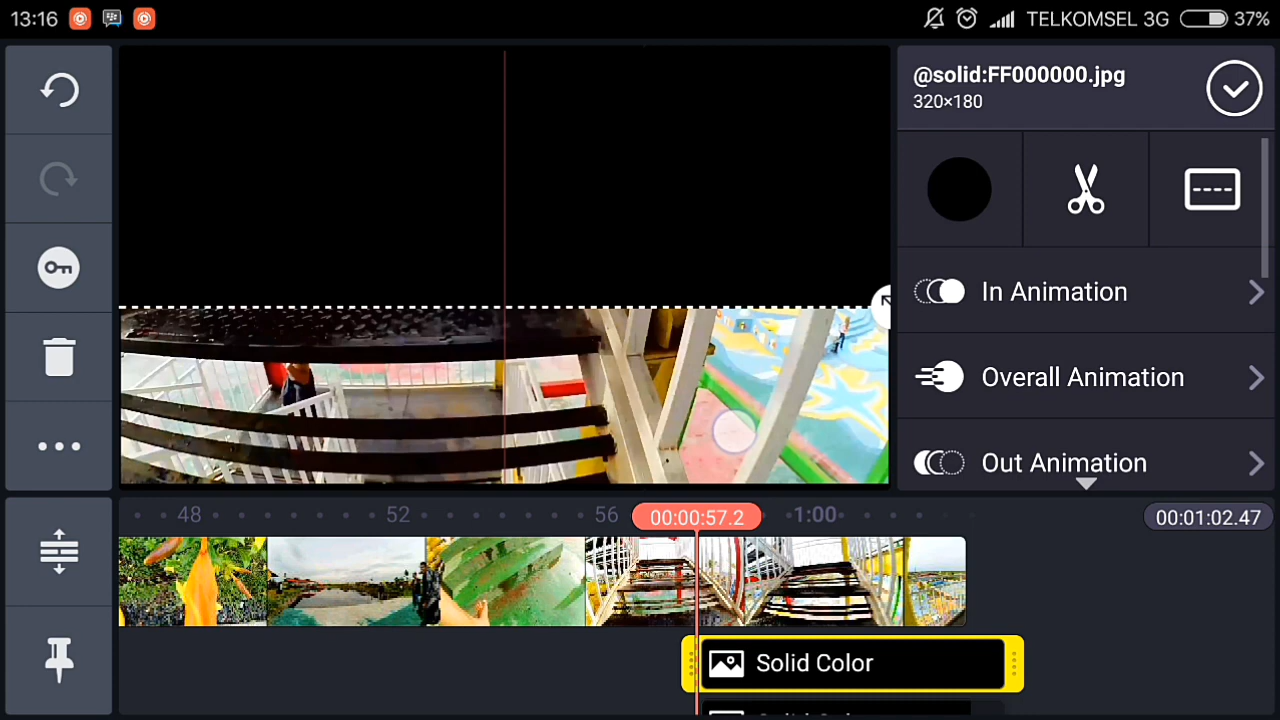 13:16
TELKOMSEL 3G
37%
@solid:FF000000.jpg
320×180
In Animation
Overall Animation
Out Animation
48
52
56
00:00:57.2
1:00
00:01:02.47
Solid Color